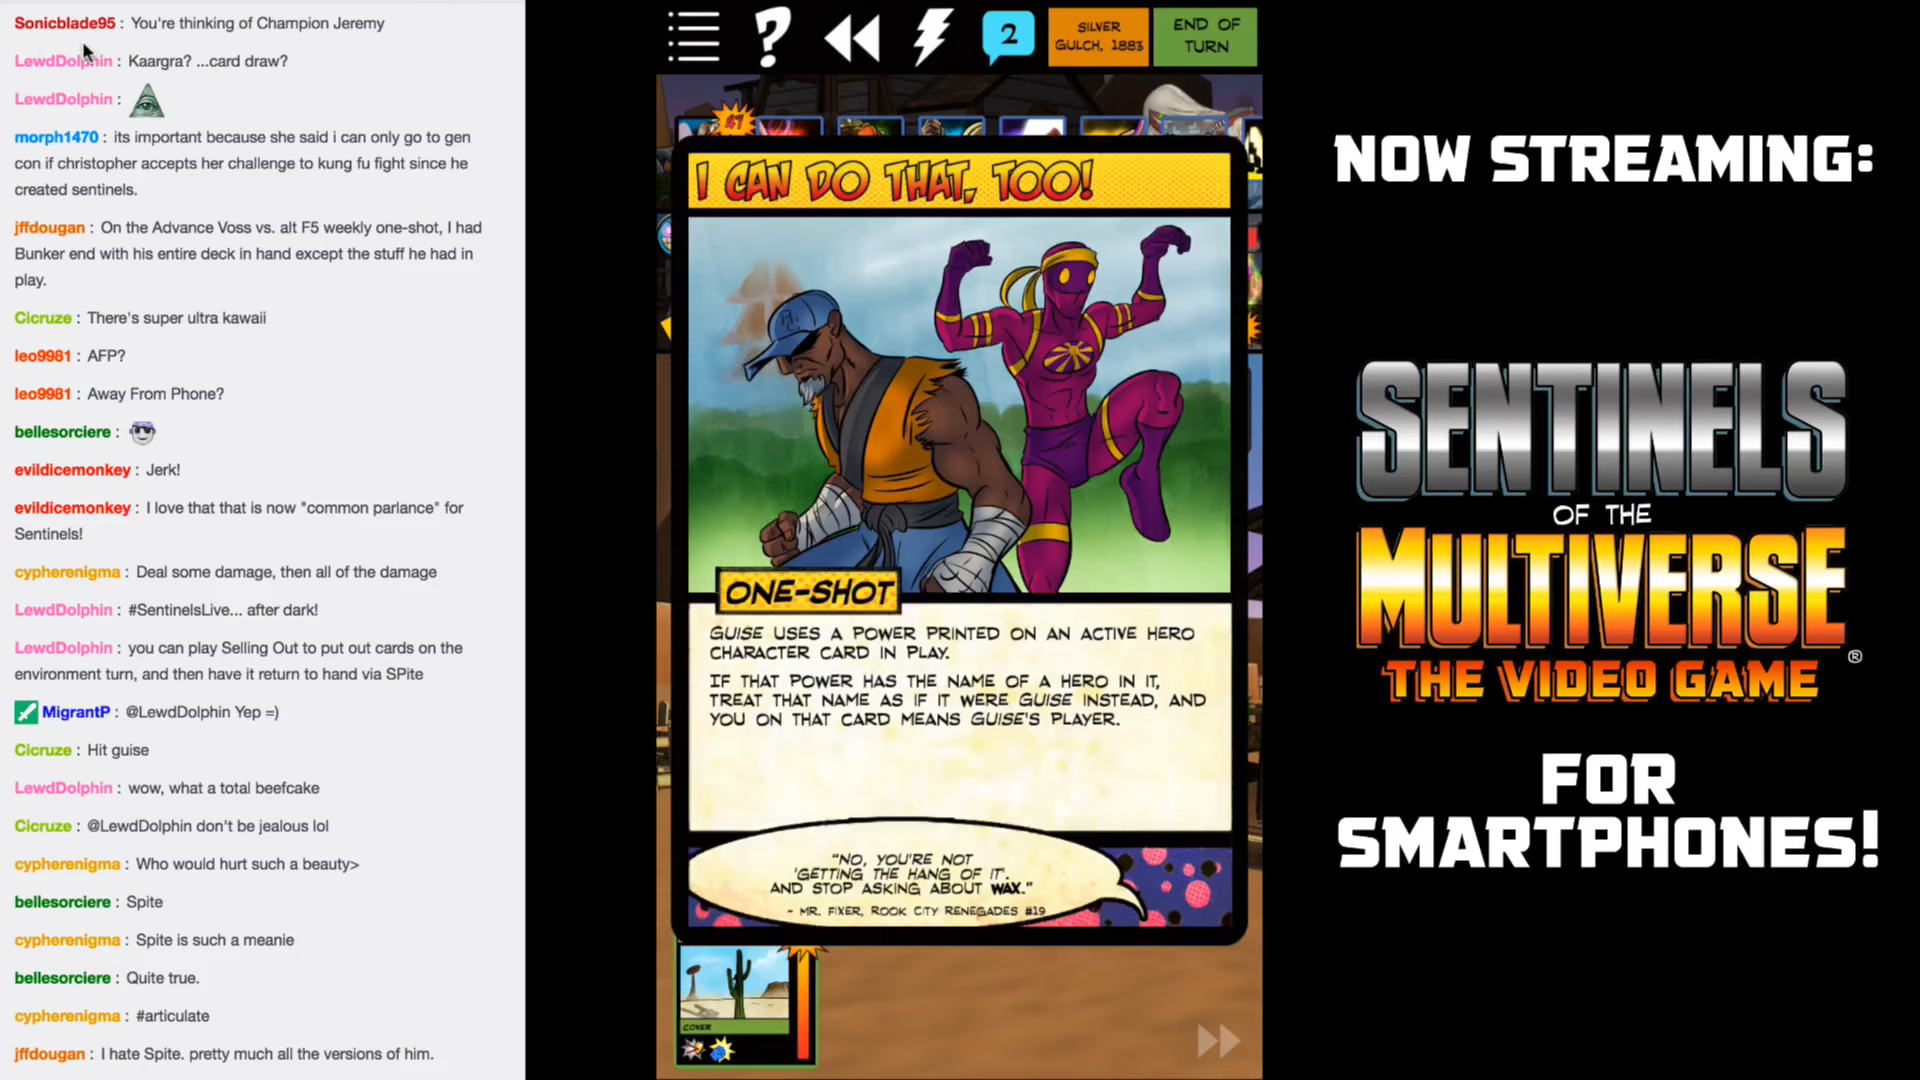 Sonicblade95 : You're thinking of Champion Jeremy
LewdDolphin : Kaargra? ...card draw?
LewdDolphin :
morph1470 : its important because she said i can only go to gen
con if christopher accepts her challenge to kung fu fight since he
created sentinels.
jffdougan : On the Advance Voss vs. alt F5 weekly one-shot, I had
Bunker end with his entire deck in hand except the stuff he had in
play.
Cicruze : There's super ultra kawaii
leo9981 : AFP?
leo9981 : Away From Phone?
bellesorciere :
evildicemonkey : Jerk!
evildicemonkey : I love that that is now "common parlance" for
Sentinels!
cypherenigma : Deal some damage, then all of the damage
LewdDolphin : #SentinelsLive... after dark!
LewdDolphin : you can play Selling Out to put out cards on the
environment turn, and then have it return to hand via SPite
MigrantP : @LewdDolphin Yep =)
Cicruze : Hit guise
LewdDolphin : wow, what a total beefcake
Cicruze : @LewdDolphin don't be jealous lol
cypherenigma : Who would hurt such a beauty>
bellesorciere : Spite
cypherenigma : Spite is such a meanie
bellesorciere : Quite true.
cypherenigma : #articulate
jffdougan : I hate Spite. pretty much all the versions of him.
?
2
SILVER
GULCH, 1883
END OF
TURN
#1
I CAN DO THAT, TOO!
ONE-SHOT
GUISE USES A POWER PRINTED ON AN ACTIVE HERO
CHARACTER CARD IN PLAY.
IF THAT POWER HAS THE NAME OF A HERO IN IT,
TREAT THAT NAME AS IF IT WERE GUISE INSTEAD, AND
YOU ON THAT CARD MEANS GUISE'S PLAYER.
"NO, YOU'RE NOT
'GETTING THE HANG OF IT'.
AND STOP ASKING ABOUT WAX."
- MR. FIXER, ROOK CITY RENEGADES #19
COVER
NOW STREAMING:
SENTINELS
OF THE
MULTIVERSE
®
THE VIDEO GAME
FOR
SMARTPHONES!